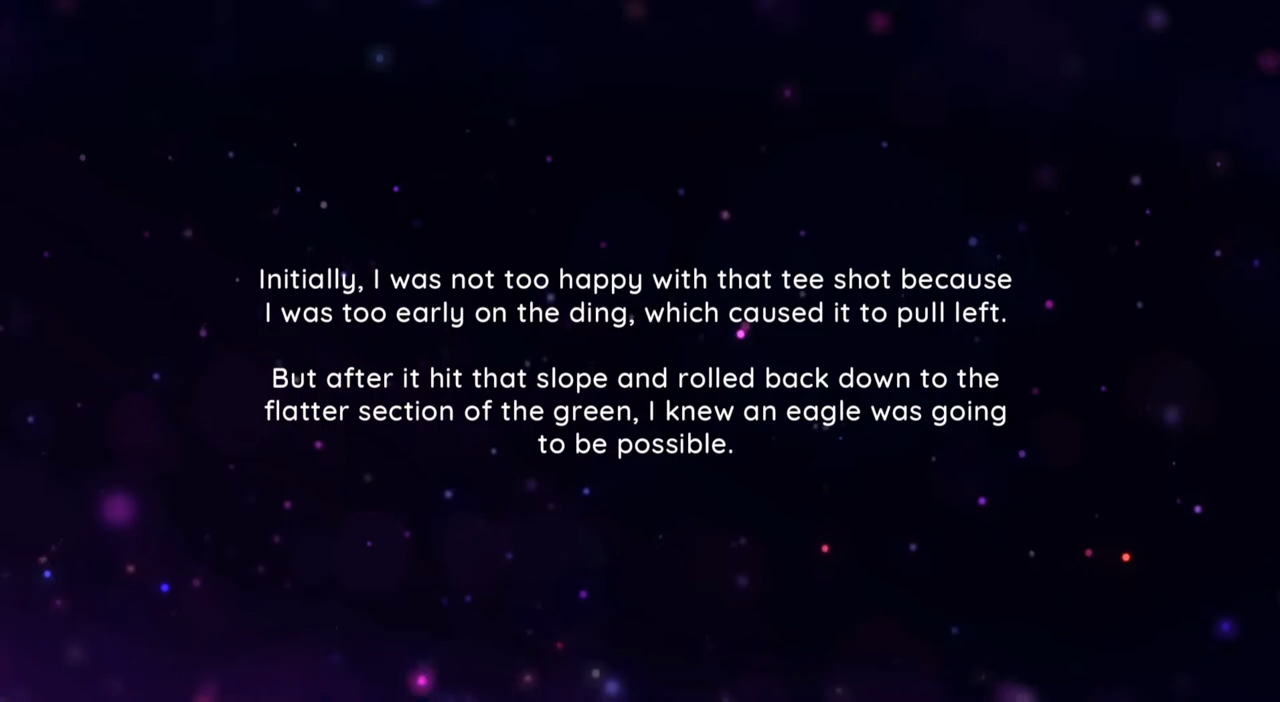 Initially, I was not too happy with that tee shot because
I was too early on the ding, which caused it to pull left.
But after it hit that slope and rolled back down to the
flatter section of the green, I knew an eagle was going
to be possible.